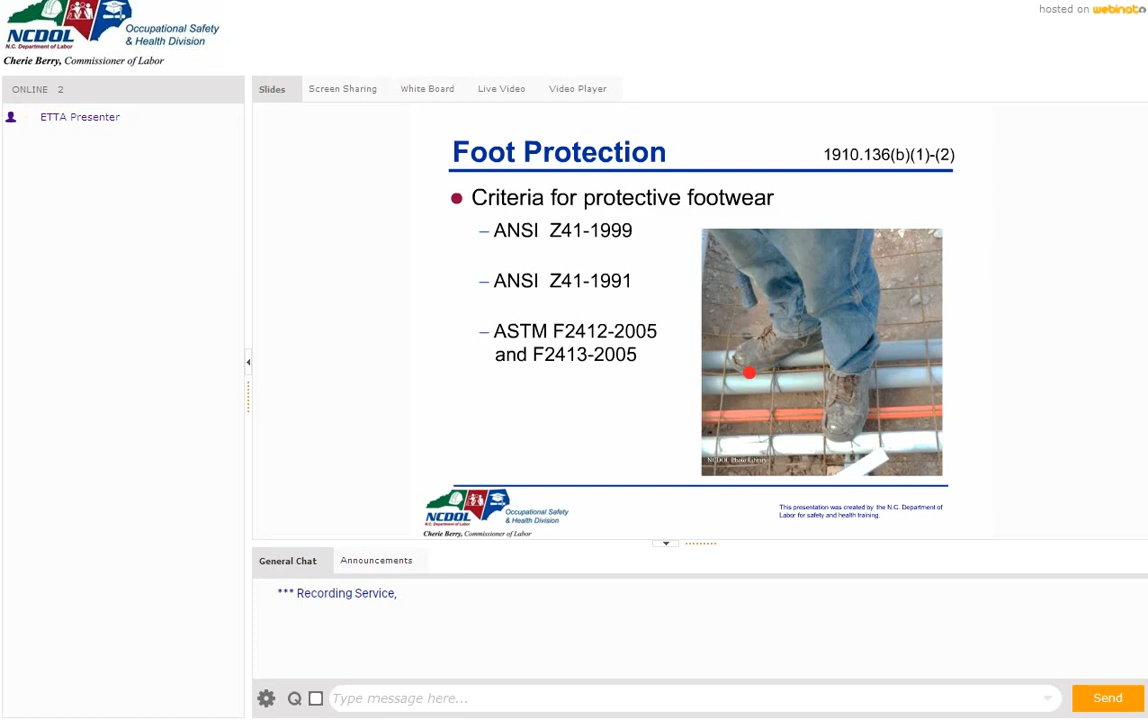 hosted on webinato
NCDOL
N.C. Department of Labor
Occupational Safety
& Health Division
Cherie Berry, Commissioner of Labor
ONLINE 2
Slides
Screen Sharing
White Board
Live Video
Video Player
ETTA Presenter
Foot Protection
1910.136(b)(1)-(2)
Criteria for protective footwear
– ANSI Z41-1999
– ANSI Z41-1991
– ASTM F2412-2005
and F2413-2005
NCDOL Photo Library
NCDOL
N.C. Department of Labor
Occupational Safety
& Health Division
Cherie Berry, Commissioner of Labor
This presentation was created by the N.C. Department of
Labor for safety and health training.
General Chat
Announcements
*** Recording Service,
Q
Type message here...
Send